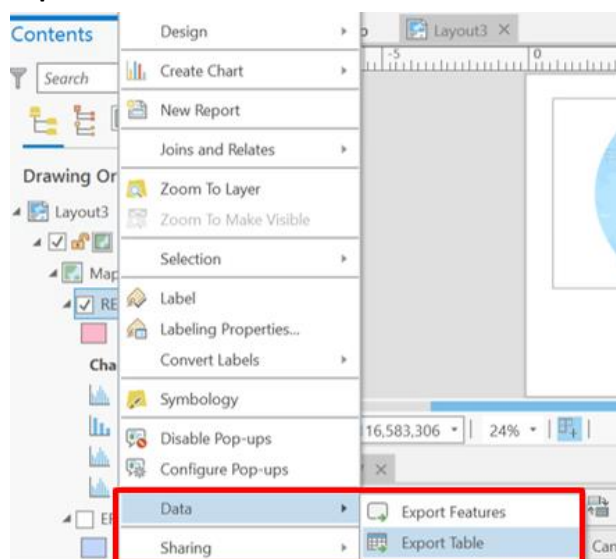 Contents
Search
Drawing Or
Layout3
Map
RE
Cha
Design
Create Chart
New Report
Joins and Relates
Zoom To Layer
Zoom To Make Visible
Selection
Label
Labeling Properties...
Convert Labels
Symbology
Disable Pop-ups
Configure Pop-ups
Data
Sharing
Export Features
Export Table
Layout3
-5
0
16,583,306
24%